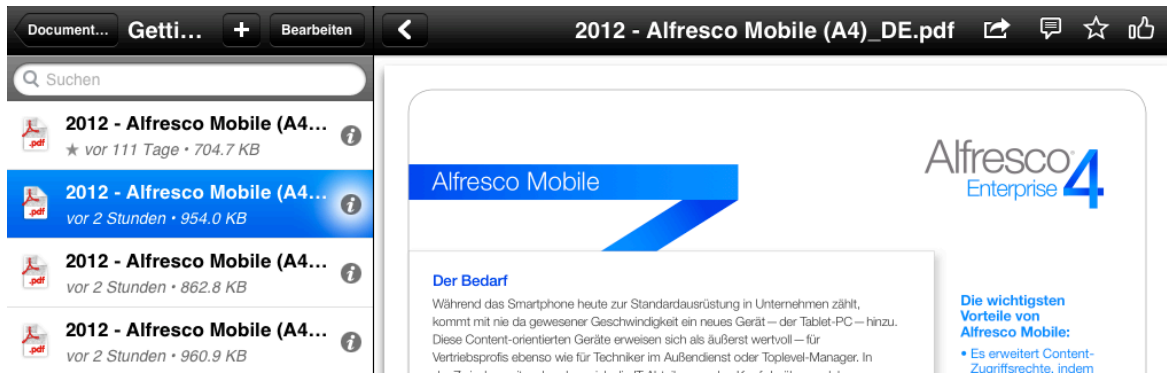 Document... Getti... + Bearbeiten
2012 - Alfresco Mobile (A4)_DE.pdf
Suchen
2012 - Alfresco Mobile (A4...
★ vor 111 Tage • 704.7 KB
2012 - Alfresco Mobile (A4...
vor 2 Stunden • 954.0 KB
2012 - Alfresco Mobile (A4...
vor 2 Stunden • 862.8 KB
2012 - Alfresco Mobile (A4...
vor 2 Stunden • 960.9 KB
Alfresco Mobile
Alfresco 4
Enterprise
Der Bedarf
Während das Smartphone heute zur Standardausrüstung in Unternehmen zählt,
kommt mit nie da gewesener Geschwindigkeit ein neues Gerät — der Tablet-PC — hinzu.
Diese Content-orientierten Geräte erweisen sich als äußerst wertvoll — für
Vertriebsprofis ebenso wie für Techniker im Außendienst oder Toplevel-Manager. In
Die wichtigsten
Vorteile von
Alfresco Mobile:
• Es erweitert Content-
Zugriffsrechte, indem